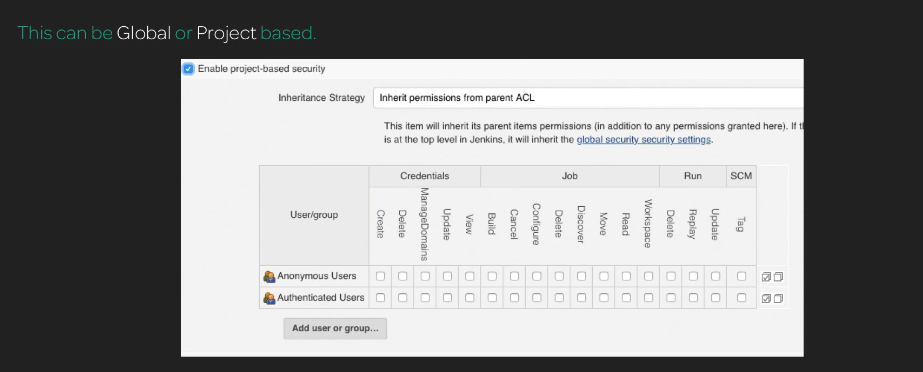 This can be Global or Project based.
Enable project-based security
Inheritance Strategy
Inherit permissions from parent ACL
This item will inherit its parent items permissions (in addition to any permissions granted here). If
is at the top level in Jenkins, it will inherit the global security security settings.
User/group
Credentials
Job
Run
SCM
Create
Delete
ManageDomains
Update
View
Build
Cancel
Configure
Delete
Discover
Move
Read
Workspace
Delete
Replay
Update
Tag
Anonymous Users
Authenticated Users
Add user or group...